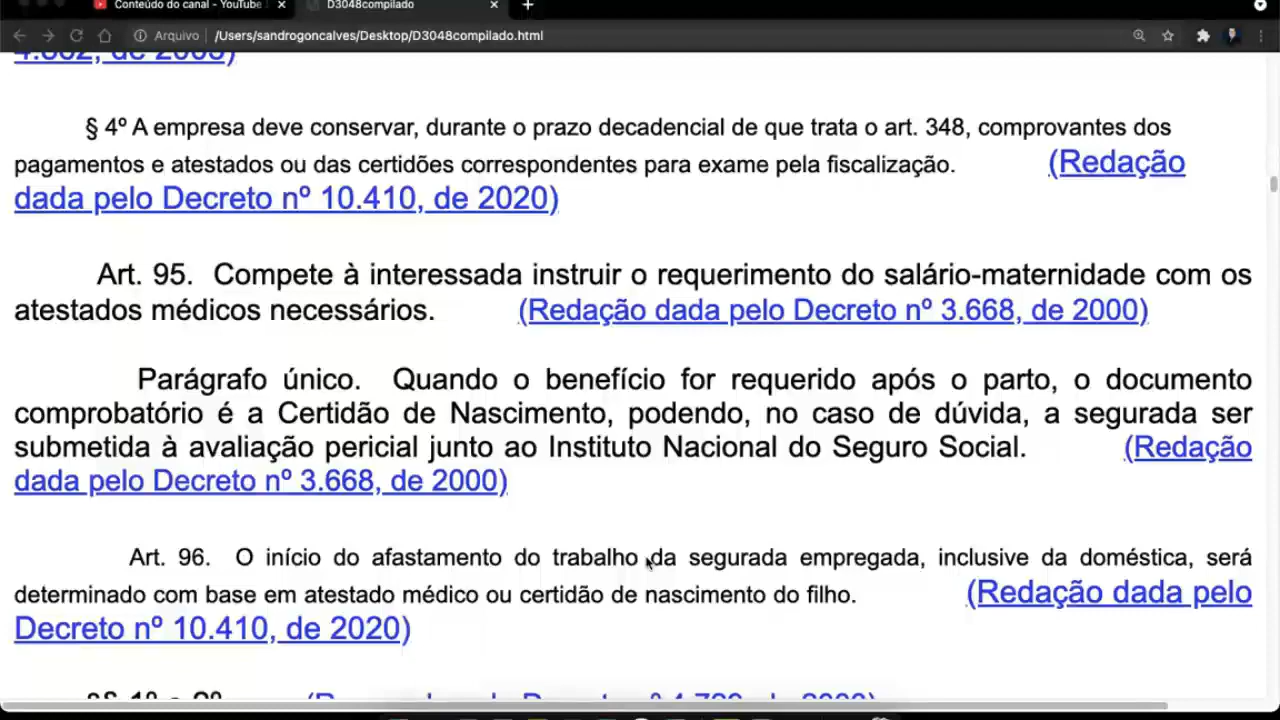 Conteúdo do canal - YouTube
D3048compilado
Arquivo
/Users/sandrogoncalves/Desktop/D3048compilado.html
§ 4º A empresa deve conservar, durante o prazo decadencial de que trata o art. 348, comprovantes dos
pagamentos e atestados ou das certidões correspondentes para exame pela fiscalização. (Redação
dada pelo Decreto nº 10.410, de 2020)
Art. 95. Compete à interessada instruir o requerimento do salário-maternidade com os
atestados médicos necessários. (Redação dada pelo Decreto nº 3.668, de 2000)
Parágrafo único. Quando o benefício for requerido após o parto, o documento
comprobatório é a Certidão de Nascimento, podendo, no caso de dúvida, a segurada ser
submetida à avaliação pericial junto ao Instituto Nacional do Seguro Social. (Redação
dada pelo Decreto nº 3.668, de 2000)
Art. 96. O início do afastamento do trabalho da segurada empregada, inclusive da doméstica, será
determinado com base em atestado médico ou certidão de nascimento do filho. (Redação dada pelo
Decreto nº 10.410, de 2020)